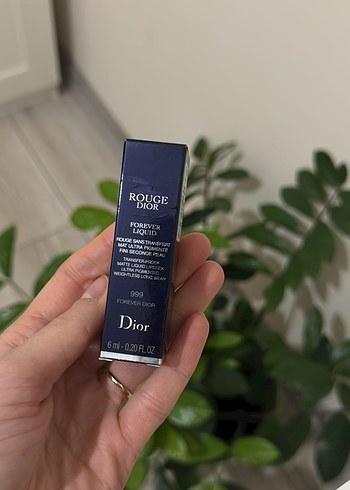 ROUGE
DIOR
FOREVER
LIQUID
ROUGE SANS TRANSFERT
MAT ULTRA PIGMENTÉ
FINI SECONDE PEAU
TRANSFER-PROOF
MATTE LIQUID LIPSTICK
ULTRA PIGMENTED
WEIGHTLESS LONG WEAR
999
FOREVER DIOR
Dior
6 ml - 0.20 FL.OZ